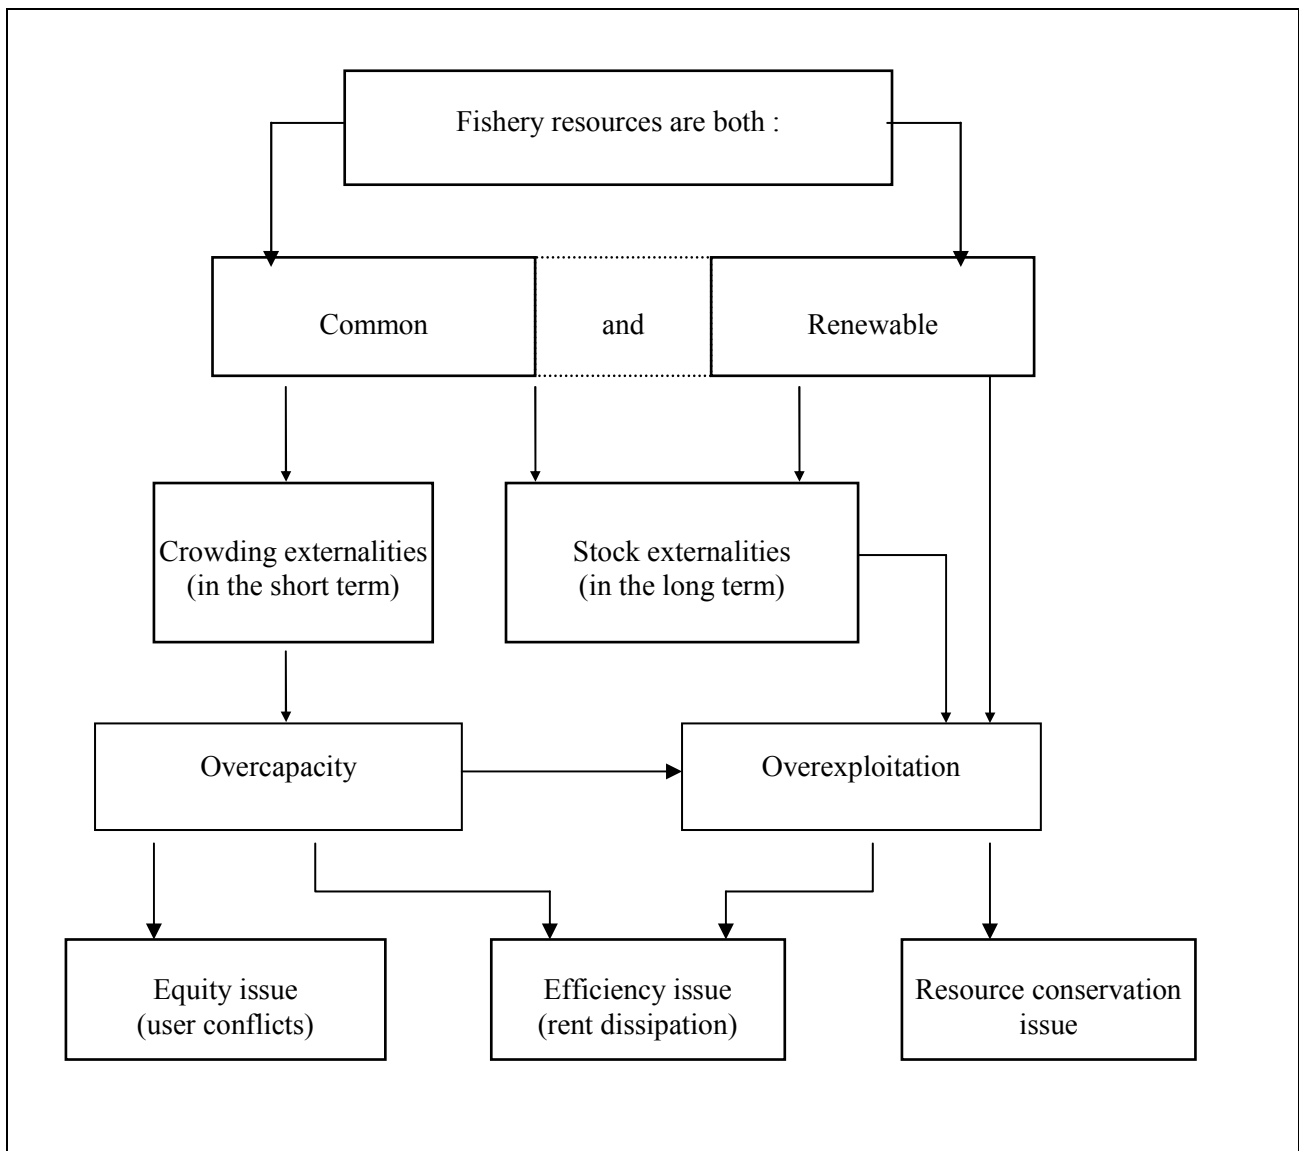 Fishery resources are both :
Common
and
Renewable
Crowding externalities
(in the short term)
Stock externalities
(in the long term)
Overcapacity
Overexploitation
Equity issue
(user conflicts)
Efficiency issue
(rent dissipation)
Resource conservation
issue